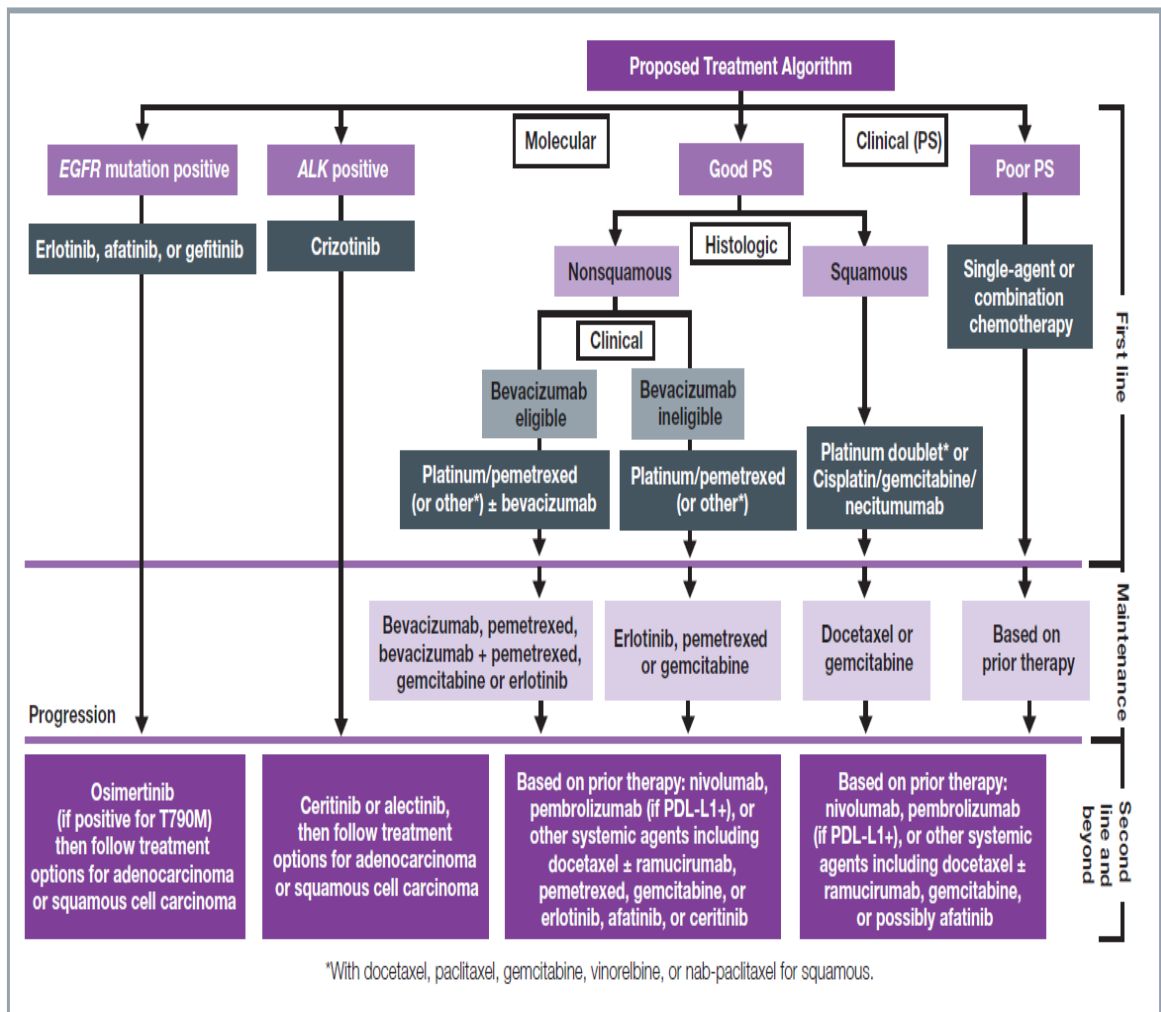 Proposed Treatment Algorithm
Molecular
Clinical (PS)
EGFR mutation positive
ALK positive
Good PS
Poor PS
Erlotinib, afatinib, or gefitinib
Crizotinib
Histologic
Nonsquamous
Squamous
Single-agent or
combination
chemotherapy
Clinical
Bevacizumab
eligible
Bevacizumab
ineligible
Platinum/pemetrexed
(or other*) ± bevacizumab
Platinum/pemetrexed
(or other*)
Platinum doublet* or
Cisplatin/gemcitabine/
necitumumab
First line
Bevacizumab, pemetrexed,
bevacizumab + pemetrexed,
gemcitabine or erlotinib
Erlotinib, pemetrexed
or gemcitabine
Docetaxel or
gemcitabine
Based on
prior therapy
Maintenance
Progression
Osimertinib
(if positive for T790M)
then follow treatment
options for adenocarcinoma
or squamous cell carcinoma
Ceritinib or alectinib,
then follow treatment
options for adenocarcinoma
or squamous cell carcinoma
Based on prior therapy: nivolumab,
pembrolizumab (if PDL-L1+), or
other systemic agents including
docetaxel ± ramucirumab,
pemetrexed, gemcitabine, or
erlotinib, afatinib, or ceritinib
Based on prior therapy:
nivolumab, pembrolizumab
(if PDL-L1+), or other systemic
agents including docetaxel ±
ramucirumab, gemcitabine,
or possibly afatinib
Second
line and
beyond
*With docetaxel, paclitaxel, gemcitabine, vinorelbine, or nab-paclitaxel for squamous.